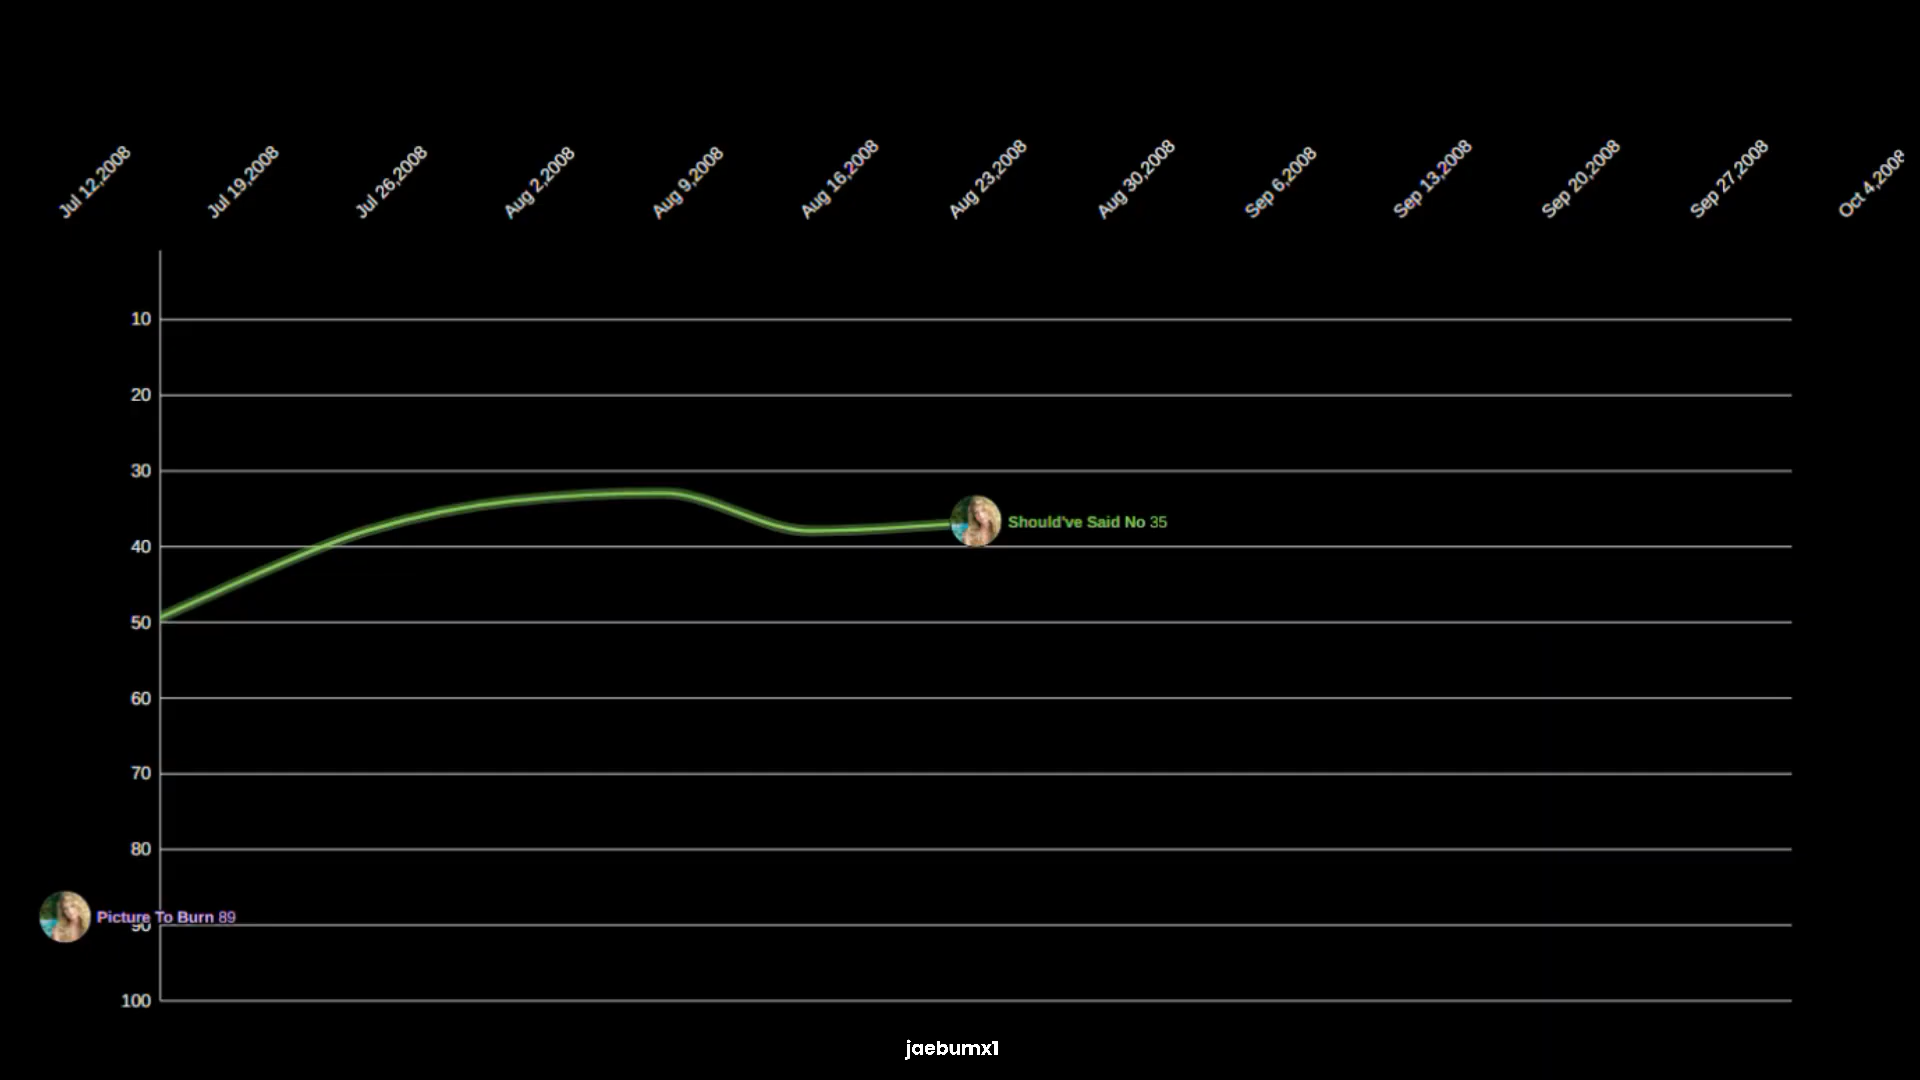 Jul 12,2008
Jul 19,2008
Jul 26,2008
Aug 2,2008
Aug 9,2008
Aug 16,2008
Aug 23,2008
Aug 30,2008
Sep 6,2008
Sep 13,2008
Sep 20,2008
Sep 27,2008
Oct 4,2008
10
20
30
Should've Said No 35
40
50
60
70
80
Picture To Burn 89
90
100
jaebumx1